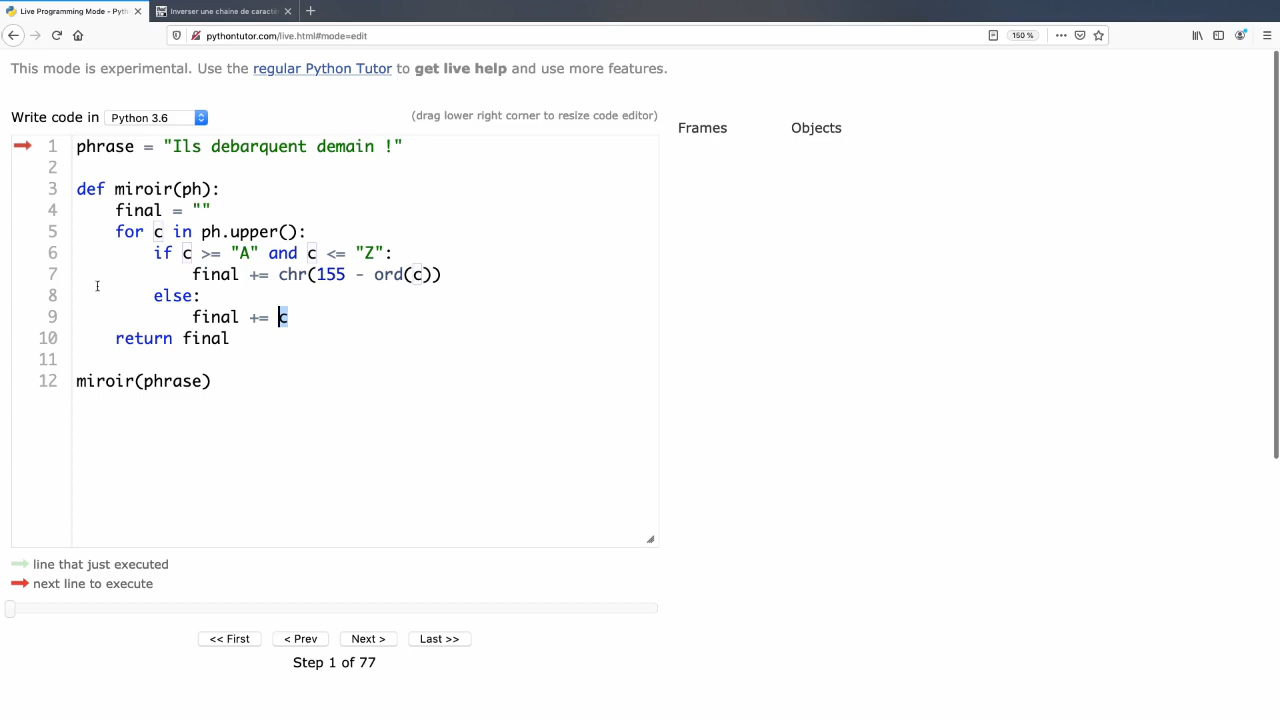 Live Programming Mode - Pyth
Inverser une chaine de caractè
pythontutor.com/live.html#mode=edit
150 %
This mode is experimental. Use the regular Python Tutor to get live help and use more features.
Write code in Python 3.6
(drag lower right corner to resize code editor)
Frames Objects
1 phrase = "Ils debarquent demain !"
2
3 def miroir(ph):
4 final = ""
5 for c in ph.upper():
6 if c >= "A" and c <= "Z":
7 final += chr(155 - ord(c))
8 else:
9 final += c
10 return final
11
12 miroir(phrase)
line that just executed
next line to execute
<< First < Prev Next > Last >>
Step 1 of 77